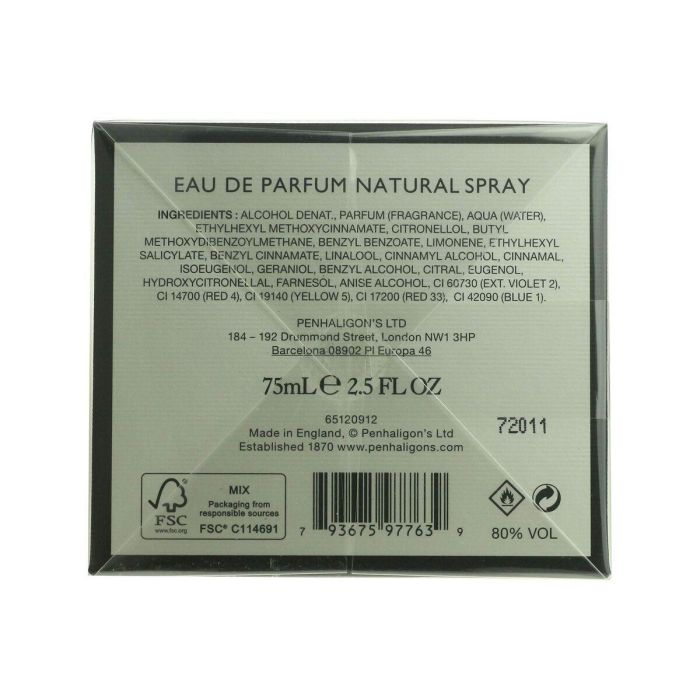 EAU DE PARFUM NATURAL SPRAY
INGREDIENTS : ALCOHOL DENAT., PARFUM (FRAGRANCE), AQUA (WATER),
ETHYLHEXYL METHOXYCINNAMATE, CITRONELLOL, BUTYL
METHOXYDIBENZOYLMETHANE, BENZYL BENZOATE, LIMONENE, ETHYLHEXYL
SALICYLATE, BENZYL CINNAMATE, LINALOOL, CINNAMYL ALCOHOL, CINNAMAL,
ISOEUGENOL, GERANIOL, BENZYL ALCOHOL, CITRAL, EUGENOL,
HYDROXYCITRONELLAL, FARNESOL, ANISE ALCOHOL, CI 60730 (EXT. VIOLET 2),
CI 14700 (RED 4), CI 19140 (YELLOW 5), CI 17200 (RED 33), CI 42090 (BLUE 1).
PENHALIGON'S LTD
184 – 192 Drummond Street, London NW1 3HP
Barcelona 08902 Pl Europa 46
75mL ℮ 2.5 FL OZ
65120912
72011
Made in England, © Penhaligon's Ltd
Established 1870 www.penhaligons.com
FSC
www.fsc.org
MIX
Packaging from
responsible sources
FSC® C114691
7 93675 97763 9
80% VOL